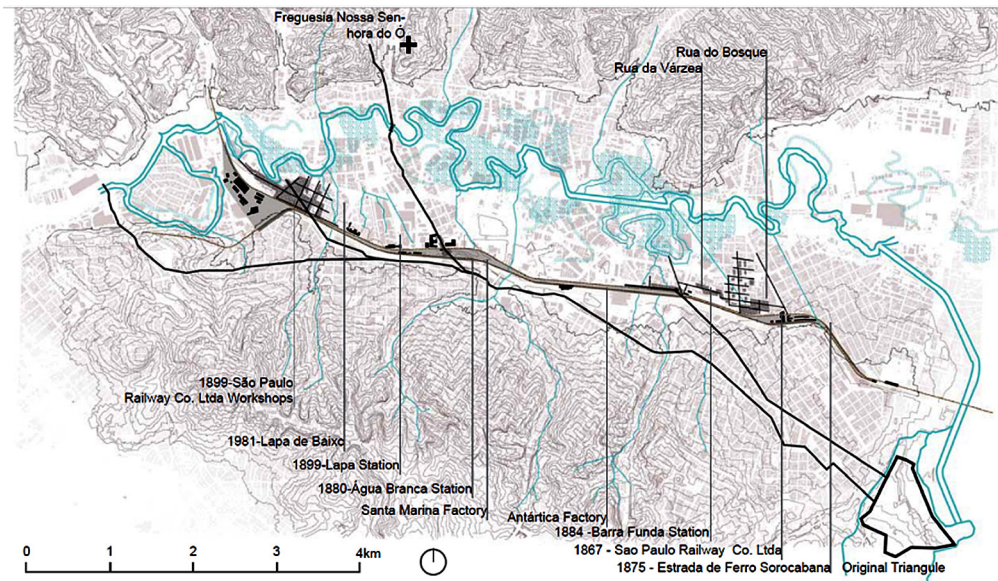 Freguesia Nossa Sen-
hora do Ó
Rua do Bosque
Rua da Várzea
1899-São Paulo
Railway Co. Ltda Workshops
1981-Lapa de Baixo
1899-Lapa Station
1880-Água Branca Station
Santa Marina Factory
Antártica Factory
1884 -Barra Funda Station
1867 - Sao Paulo Railway Co. Ltda
1875 - Estrada de Ferro Sorocabana
Original Triangule
0 1 2 3 4km